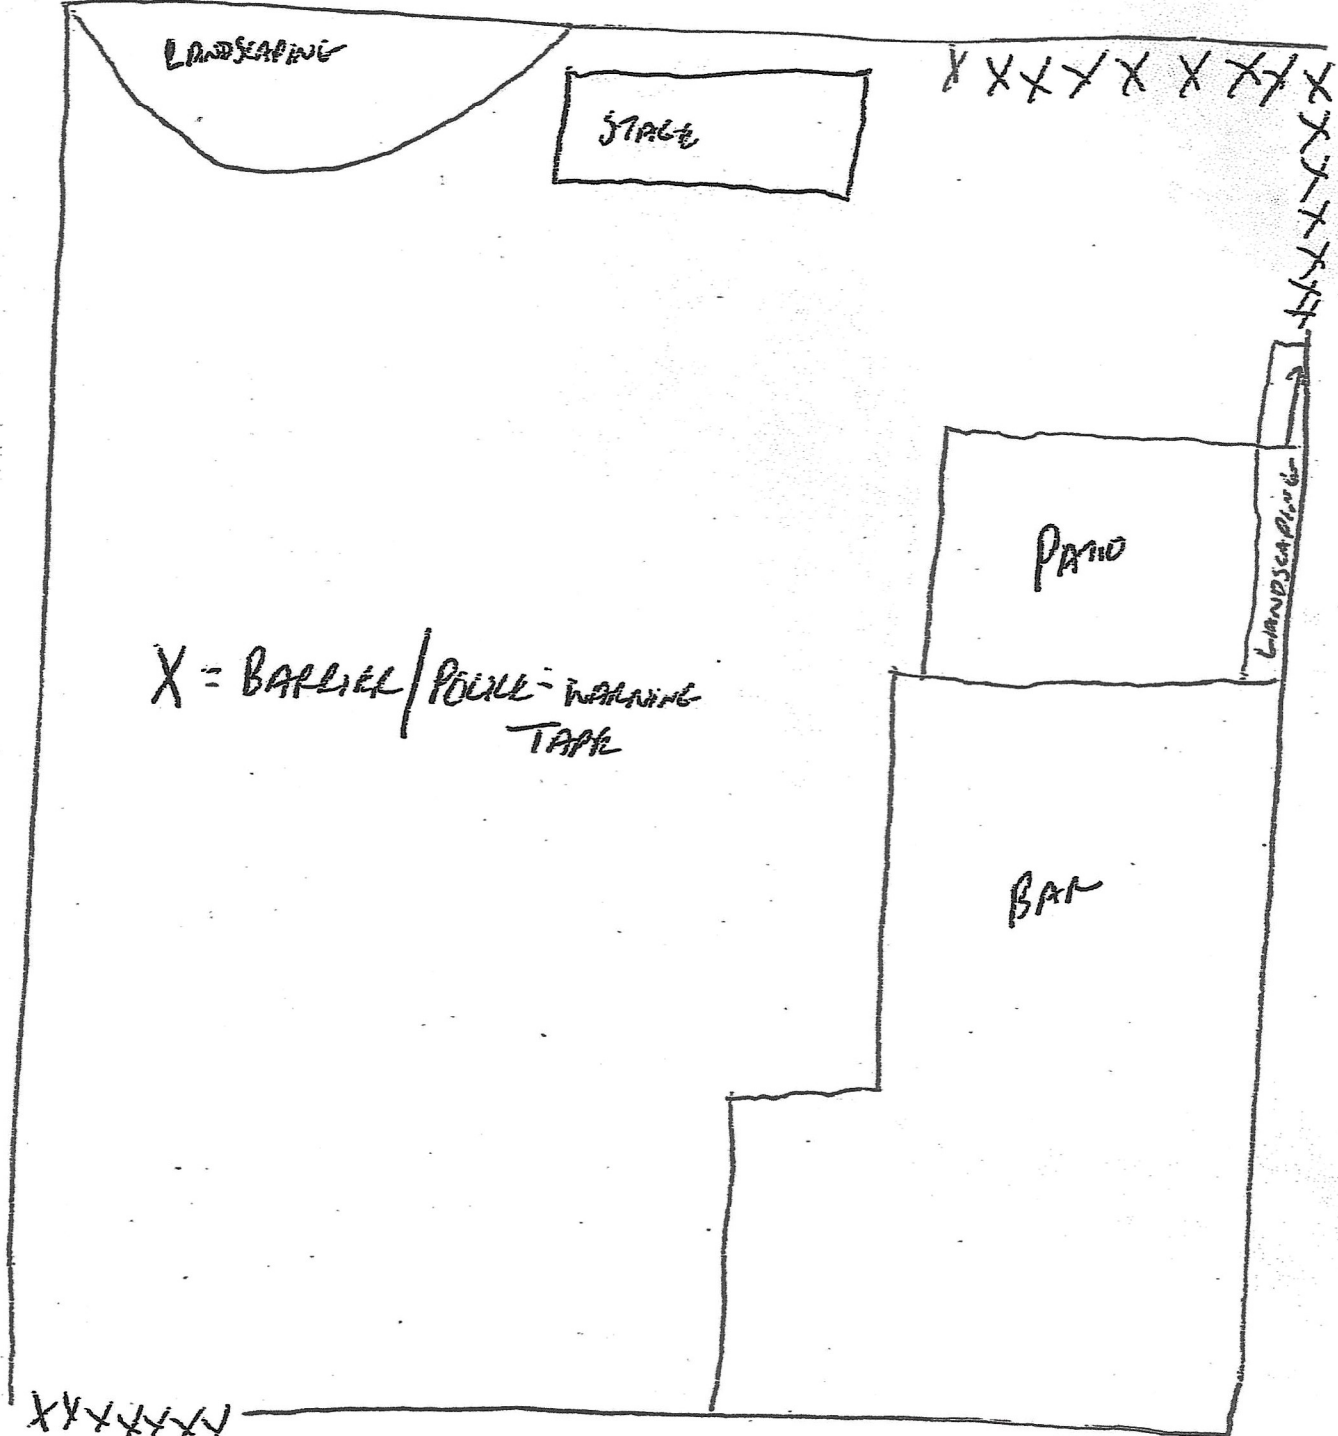 LANDSCAPING
X X X X X X X X X
STAGE
X
X
X
X
X
X
LANDSCAPING
PATIO
X = BARRIER/POLICE-WARNING
TAPE
BAR
X X X X X X X